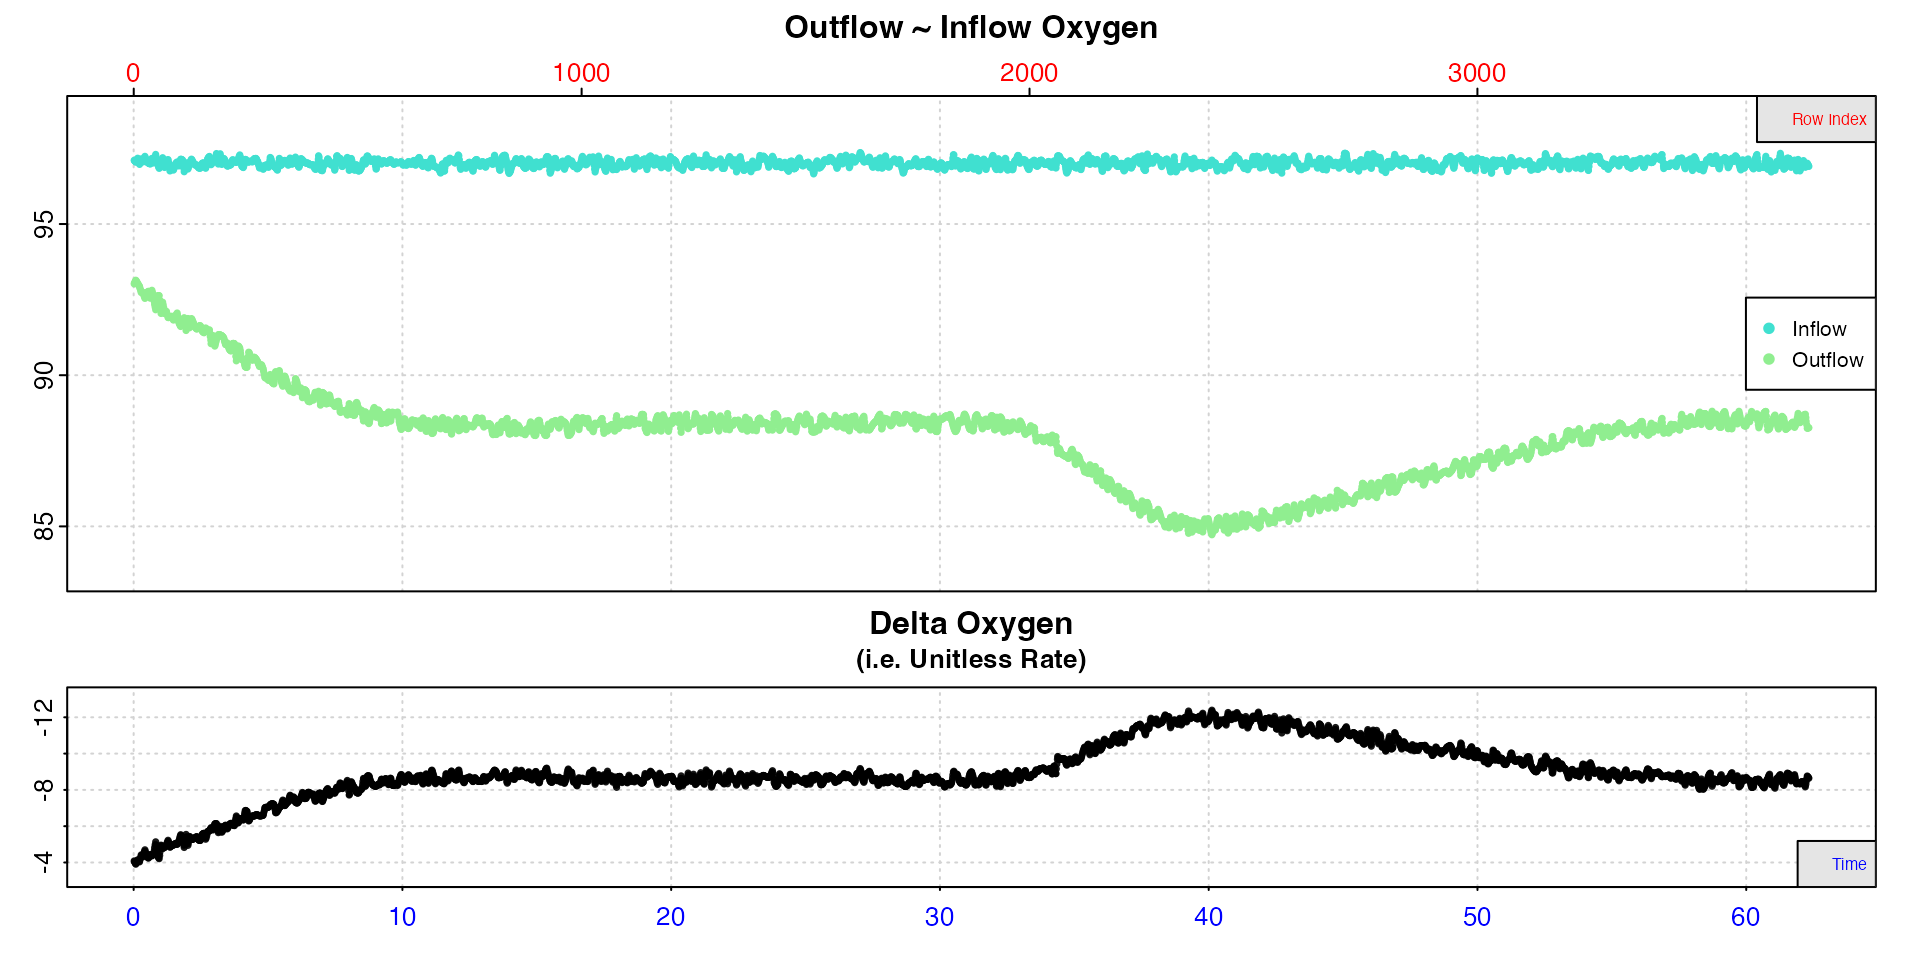 Outflow ~ Inflow Oxygen
0 1000 2000 3000
Row Index
95
90
85
Inflow
Outflow
Delta Oxygen
(i.e. Unitless Rate)
-12
-8
-4
Time
0 10 20 30 40 50 60